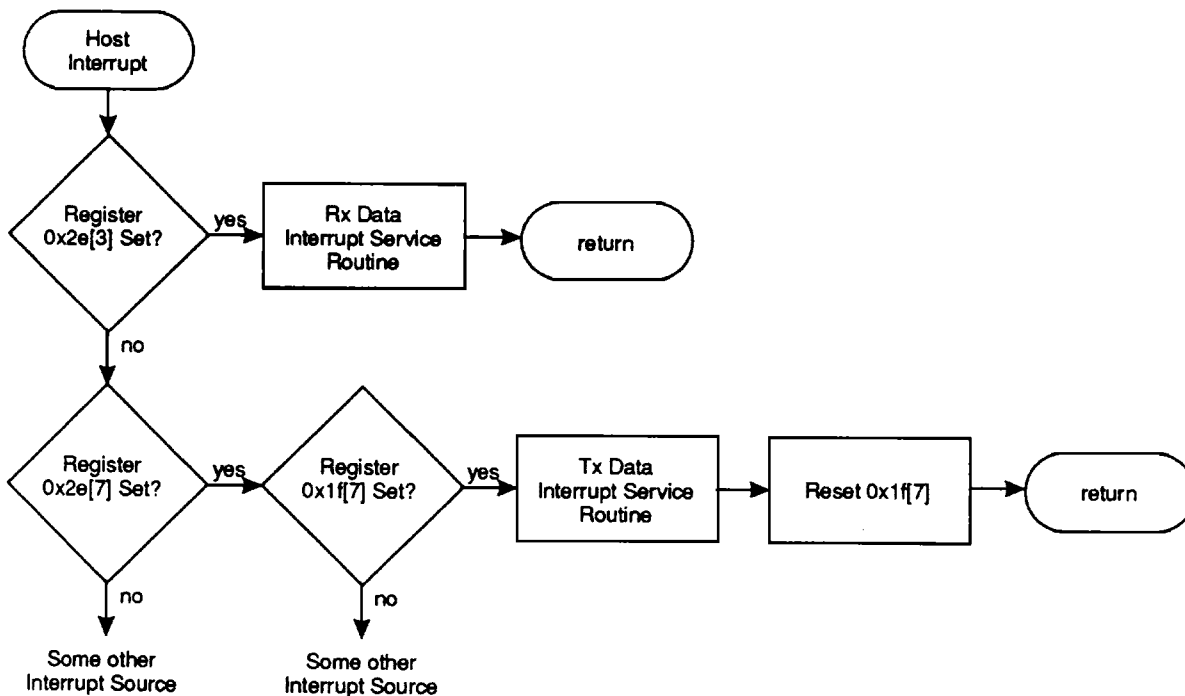 Host
Interrupt
Register
0x2e[3] Set?
yes
Rx Data
Interrupt Service
Routine
return
no
Register
0x2e[7] Set?
yes
Register
0x1f[7] Set?
yes
Tx Data
Interrupt Service
Routine
Reset 0x1f[7]
return
no
no
Some other
Interrupt Source
Some other
Interrupt Source